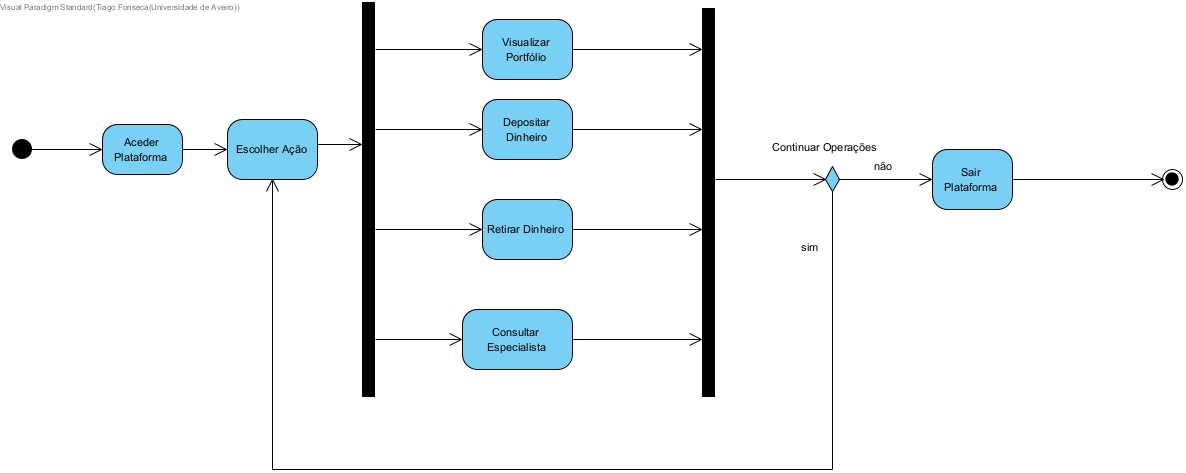 Visual Paradigm Standard(Tiago Fonseca(Universidade de Aveiro))
Aceder
Plataforma
Escolher Ação
Visualizar
Portfólio
Depositar
Dinheiro
Retirar Dinheiro
Consultar
Especialista
Continuar Operações
não
sim
Sair
Plataforma